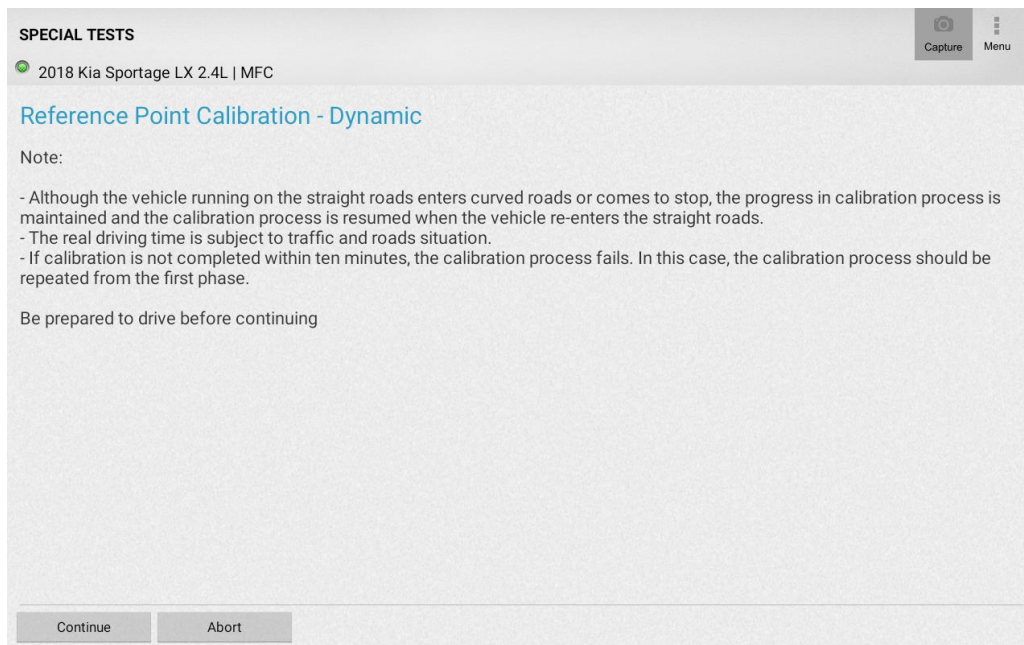 SPECIAL TESTS
Capture
Menu
2018 Kia Sportage LX 2.4L | MFC
Reference Point Calibration - Dynamic
Note:
- Although the vehicle running on the straight roads enters curved roads or comes to stop, the progress in calibration process is
maintained and the calibration process is resumed when the vehicle re-enters the straight roads.
- The real driving time is subject to traffic and roads situation.
- If calibration is not completed within ten minutes, the calibration process fails. In this case, the calibration process should be
repeated from the first phase.
Be prepared to drive before continuing
Continue
Abort